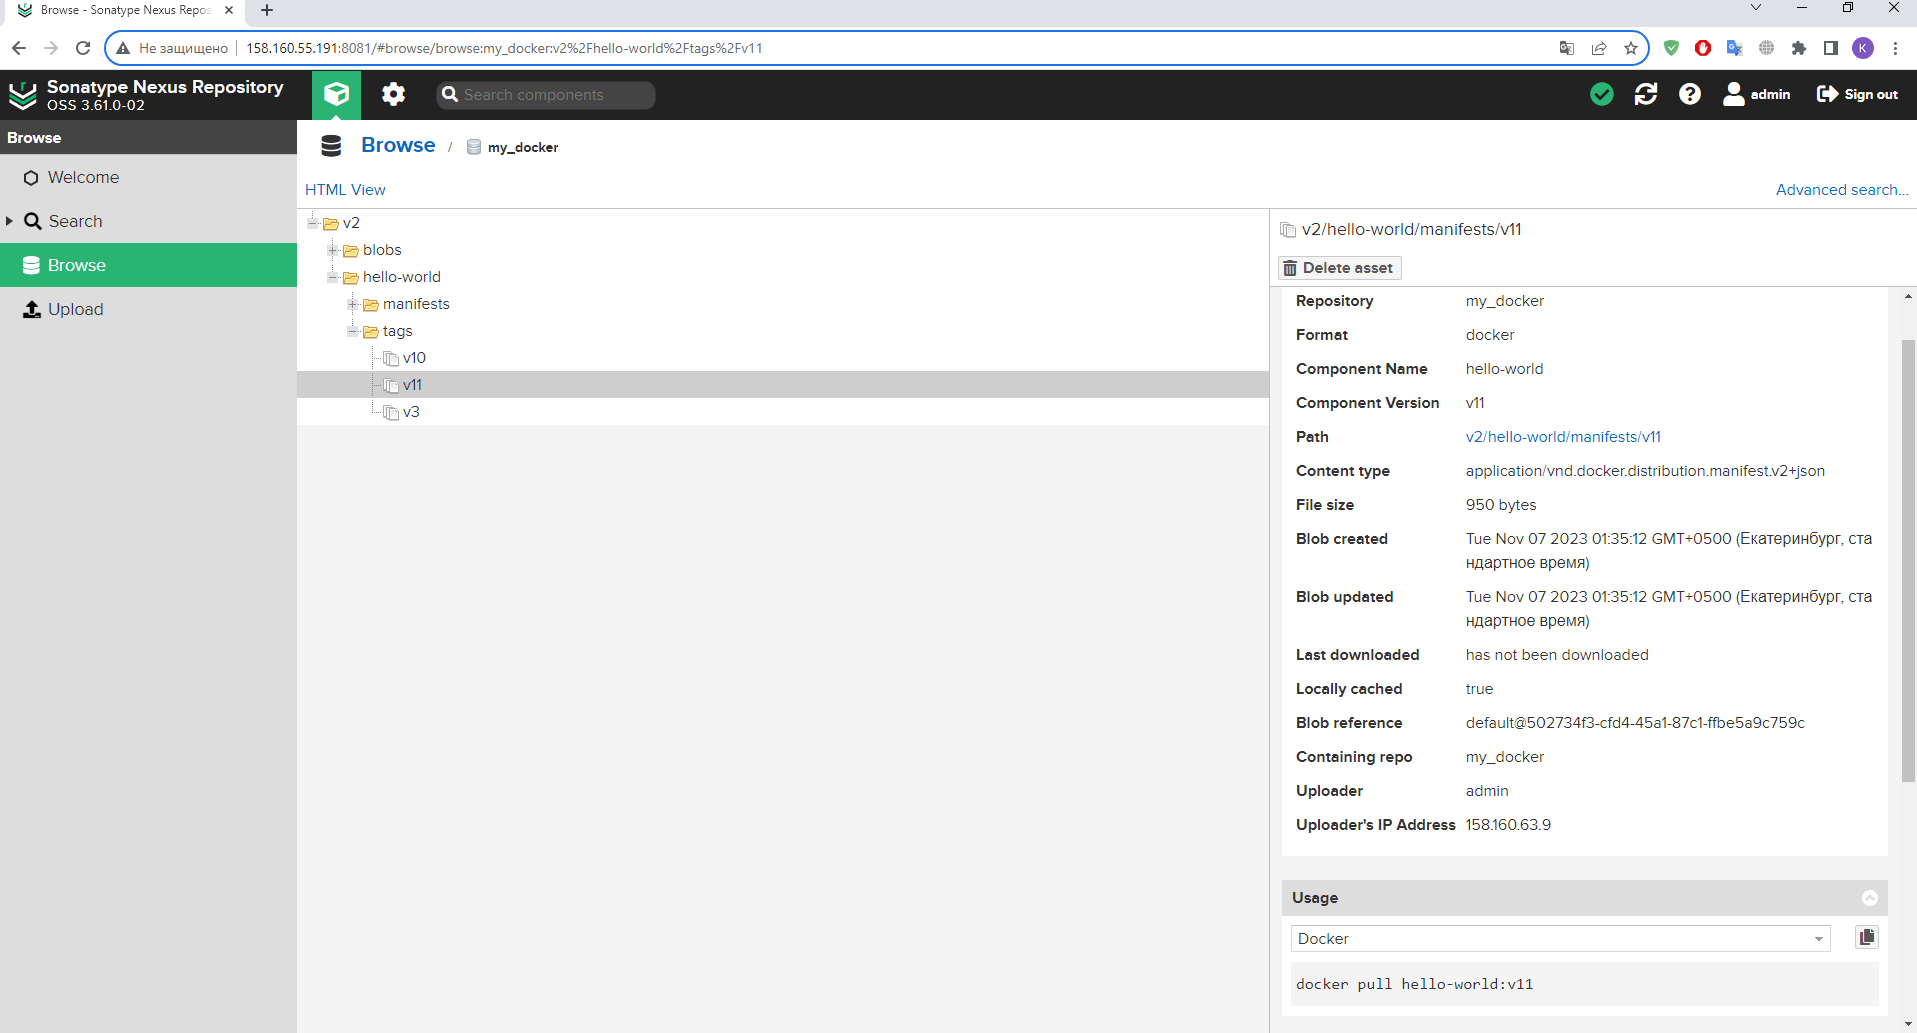 Browse - Sonatype Nexus Repos
Не защищено
158.160.55.191:8081/#browse/browse:my_docker:v2%2Fhello-world%2Ftags%2Fv11
K
Sonatype Nexus Repository
OSS 3.61.0-02
Search components
admin
Sign out
Browse
Welcome
Search
Browse
Upload
Browse / my_docker
HTML View
Advanced search...
v2
blobs
hello-world
manifests
tags
v10
v11
v3
v2/hello-world/manifests/v11
Delete asset
Repository my_docker
Format docker
Component Name hello-world
Component Version v11
Path v2/hello-world/manifests/v11
Content type application/vnd.docker.distribution.manifest.v2+json
File size 950 bytes
Blob created Tue Nov 07 2023 01:35:12 GMT+0500 (Екатеринбург, ста
ндартное время)
Blob updated Tue Nov 07 2023 01:35:12 GMT+0500 (Екатеринбург, ста
ндартное время)
Last downloaded has not been downloaded
Locally cached true
Blob reference default@502734f3-cfd4-45a1-87c1-ffbe5a9c759c
Containing repo my_docker
Uploader admin
Uploader's IP Address 158.160.63.9
Usage
Docker
docker pull hello-world:v11